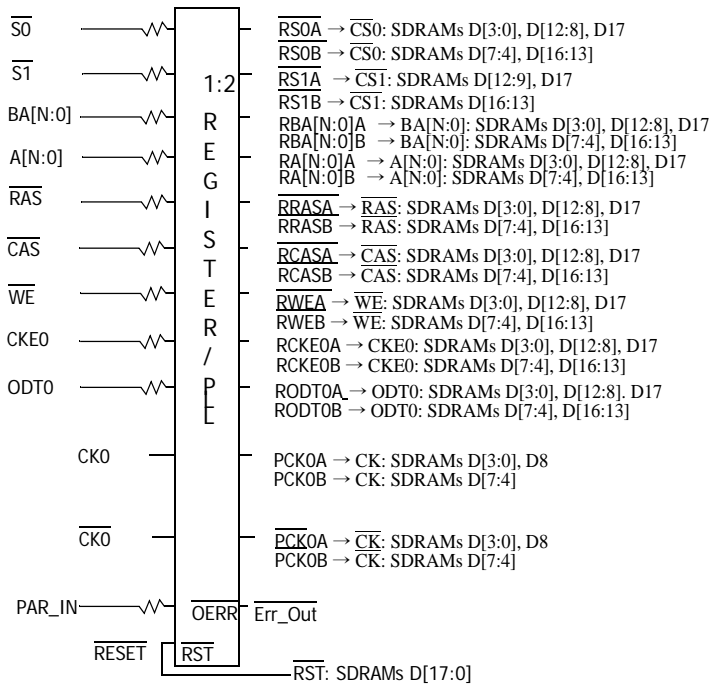 S0
RS0A → CS0: SDRAMs D[3:0], D[12:8], D17
RS0B → CS0: SDRAMs D[7:4], D[16:13]
S1
RS1A → CS1: SDRAMs D[12:9], D17
RS1B → CS1: SDRAMs D[16:13]
1:2
REGISTER/PLL
BA[N:0]
RBA[N:0]A → BA[N:0]: SDRAMs D[3:0], D[12:8], D17
RBA[N:0]B → BA[N:0]: SDRAMs D[7:4], D[16:13]
A[N:0]
RA[N:0]A → A[N:0]: SDRAMs D[3:0], D[12:8], D17
RA[N:0]B → A[N:0]: SDRAMs D[7:4], D[16:13]
RAS
RRASA → RAS: SDRAMs D[3:0], D[12:8], D17
RRASB → RAS: SDRAMs D[7:4], D[16:13]
CAS
RCASA → CAS: SDRAMs D[3:0], D[12:8], D17
RCASB → CAS: SDRAMs D[7:4], D[16:13]
WE
RWEA → WE: SDRAMs D[3:0], D[12:8], D17
RWEB → WE: SDRAMs D[7:4], D[16:13]
CKE0
RCKE0A → CKE0: SDRAMs D[3:0], D[12:8], D17
RCKE0B → CKE0: SDRAMs D[7:4], D[16:13]
ODT0
RODT0A → ODT0: SDRAMs D[3:0], D[12:8]. D17
RODT0B → ODT0: SDRAMs D[7:4], D[16:13]
CK0
PCK0A → CK: SDRAMs D[3:0], D8
PCK0B → CK: SDRAMs D[7:4]
CK0
PCK0A → CK: SDRAMs D[3:0], D8
PCK0B → CK: SDRAMs D[7:4]
PAR_IN
OERR
Err_Out
RESET
RST
RST: SDRAMs D[17:0]